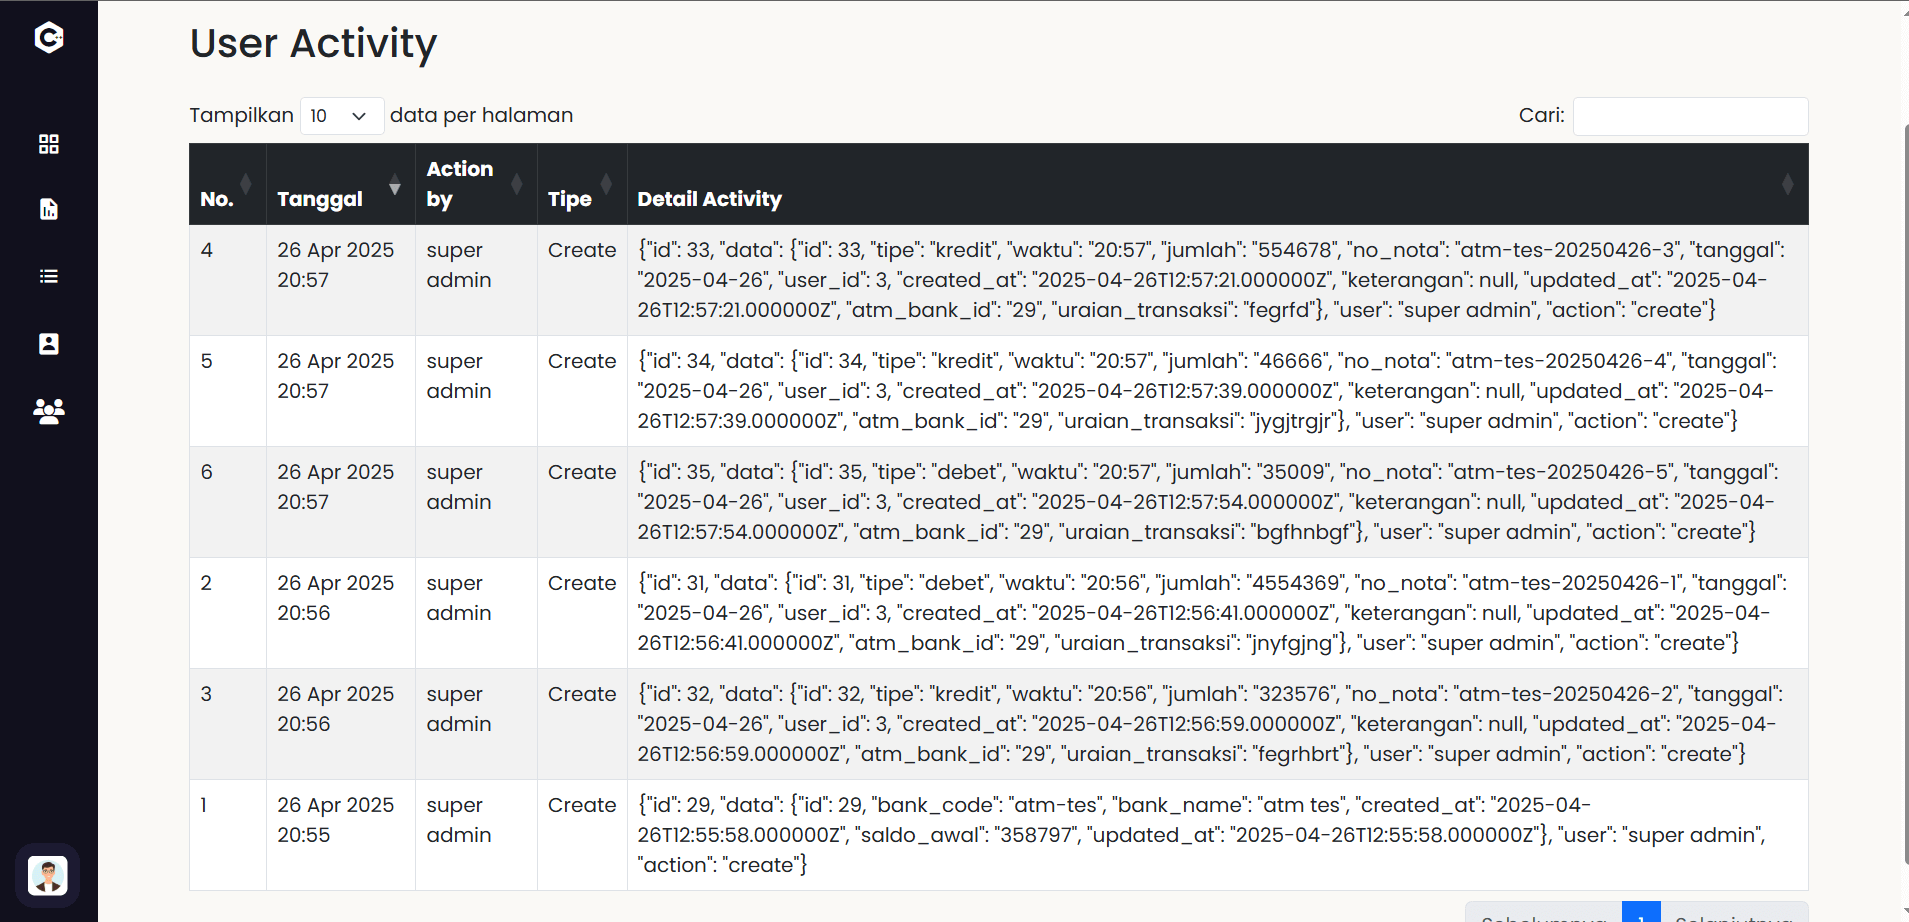 User Activity
Tampilkan 10 data per halaman
Cari:
No. Tanggal Action by Tipe Detail Activity
4 26 Apr 2025 super Create {"id": 33, "data": {"id": 33, "tipe": "kredit", "waktu": "20:57", "jumlah": "554678", "no_nota": "atm-tes-20250426-3", "tanggal":
20:57 admin "2025-04-26", "user_id": 3, "created_at": "2025-04-26T12:57:21.000000Z", "keterangan": null, "updated_at": "2025-04-
26T12:57:21.000000Z", "atm_bank_id": "29", "uraian_transaksi": "fegrfd"}, "user": "super admin", "action": "create"}
5 26 Apr 2025 super Create {"id": 34, "data": {"id": 34, "tipe": "kredit", "waktu": "20:57", "jumlah": "46666", "no_nota": "atm-tes-20250426-4", "tanggal":
20:57 admin "2025-04-26", "user_id": 3, "created_at": "2025-04-26T12:57:39.000000Z", "keterangan": null, "updated_at": "2025-04-
26T12:57:39.000000Z", "atm_bank_id": "29", "uraian_transaksi": "jygjtrgjr"}, "user": "super admin", "action": "create"}
6 26 Apr 2025 super Create {"id": 35, "data": {"id": 35, "tipe": "debet", "waktu": "20:57", "jumlah": "35009", "no_nota": "atm-tes-20250426-5", "tanggal":
20:57 admin "2025-04-26", "user_id": 3, "created_at": "2025-04-26T12:57:54.000000Z", "keterangan": null, "updated_at": "2025-04-
26T12:57:54.000000Z", "atm_bank_id": "29", "uraian_transaksi": "bgfhnbgf"}, "user": "super admin", "action": "create"}
2 26 Apr 2025 super Create {"id": 31, "data": {"id": 31, "tipe": "debet", "waktu": "20:56", "jumlah": "4554369", "no_nota": "atm-tes-20250426-1", "tanggal":
20:56 admin "2025-04-26", "user_id": 3, "created_at": "2025-04-26T12:56:41.000000Z", "keterangan": null, "updated_at": "2025-04-
26T12:56:41.000000Z", "atm_bank_id": "29", "uraian_transaksi": "jnyfgjng"}, "user": "super admin", "action": "create"}
3 26 Apr 2025 super Create {"id": 32, "data": {"id": 32, "tipe": "kredit", "waktu": "20:56", "jumlah": "323576", "no_nota": "atm-tes-20250426-2", "tanggal":
20:56 admin "2025-04-26", "user_id": 3, "created_at": "2025-04-26T12:56:59.000000Z", "keterangan": null, "updated_at": "2025-04-
26T12:56:59.000000Z", "atm_bank_id": "29", "uraian_transaksi": "fegrhbrt"}, "user": "super admin", "action": "create"}
1 26 Apr 2025 super Create {"id": 29, "data": {"id": 29, "bank_code": "atm-tes", "bank_name": "atm tes", "created_at": "2025-04-
20:55 admin 26T12:55:58.000000Z", "saldo_awal": "358797", "updated_at": "2025-04-26T12:55:58.000000Z"}, "user": "super admin",
"action": "create"}
Sebelumnya 1 Selanjutnya